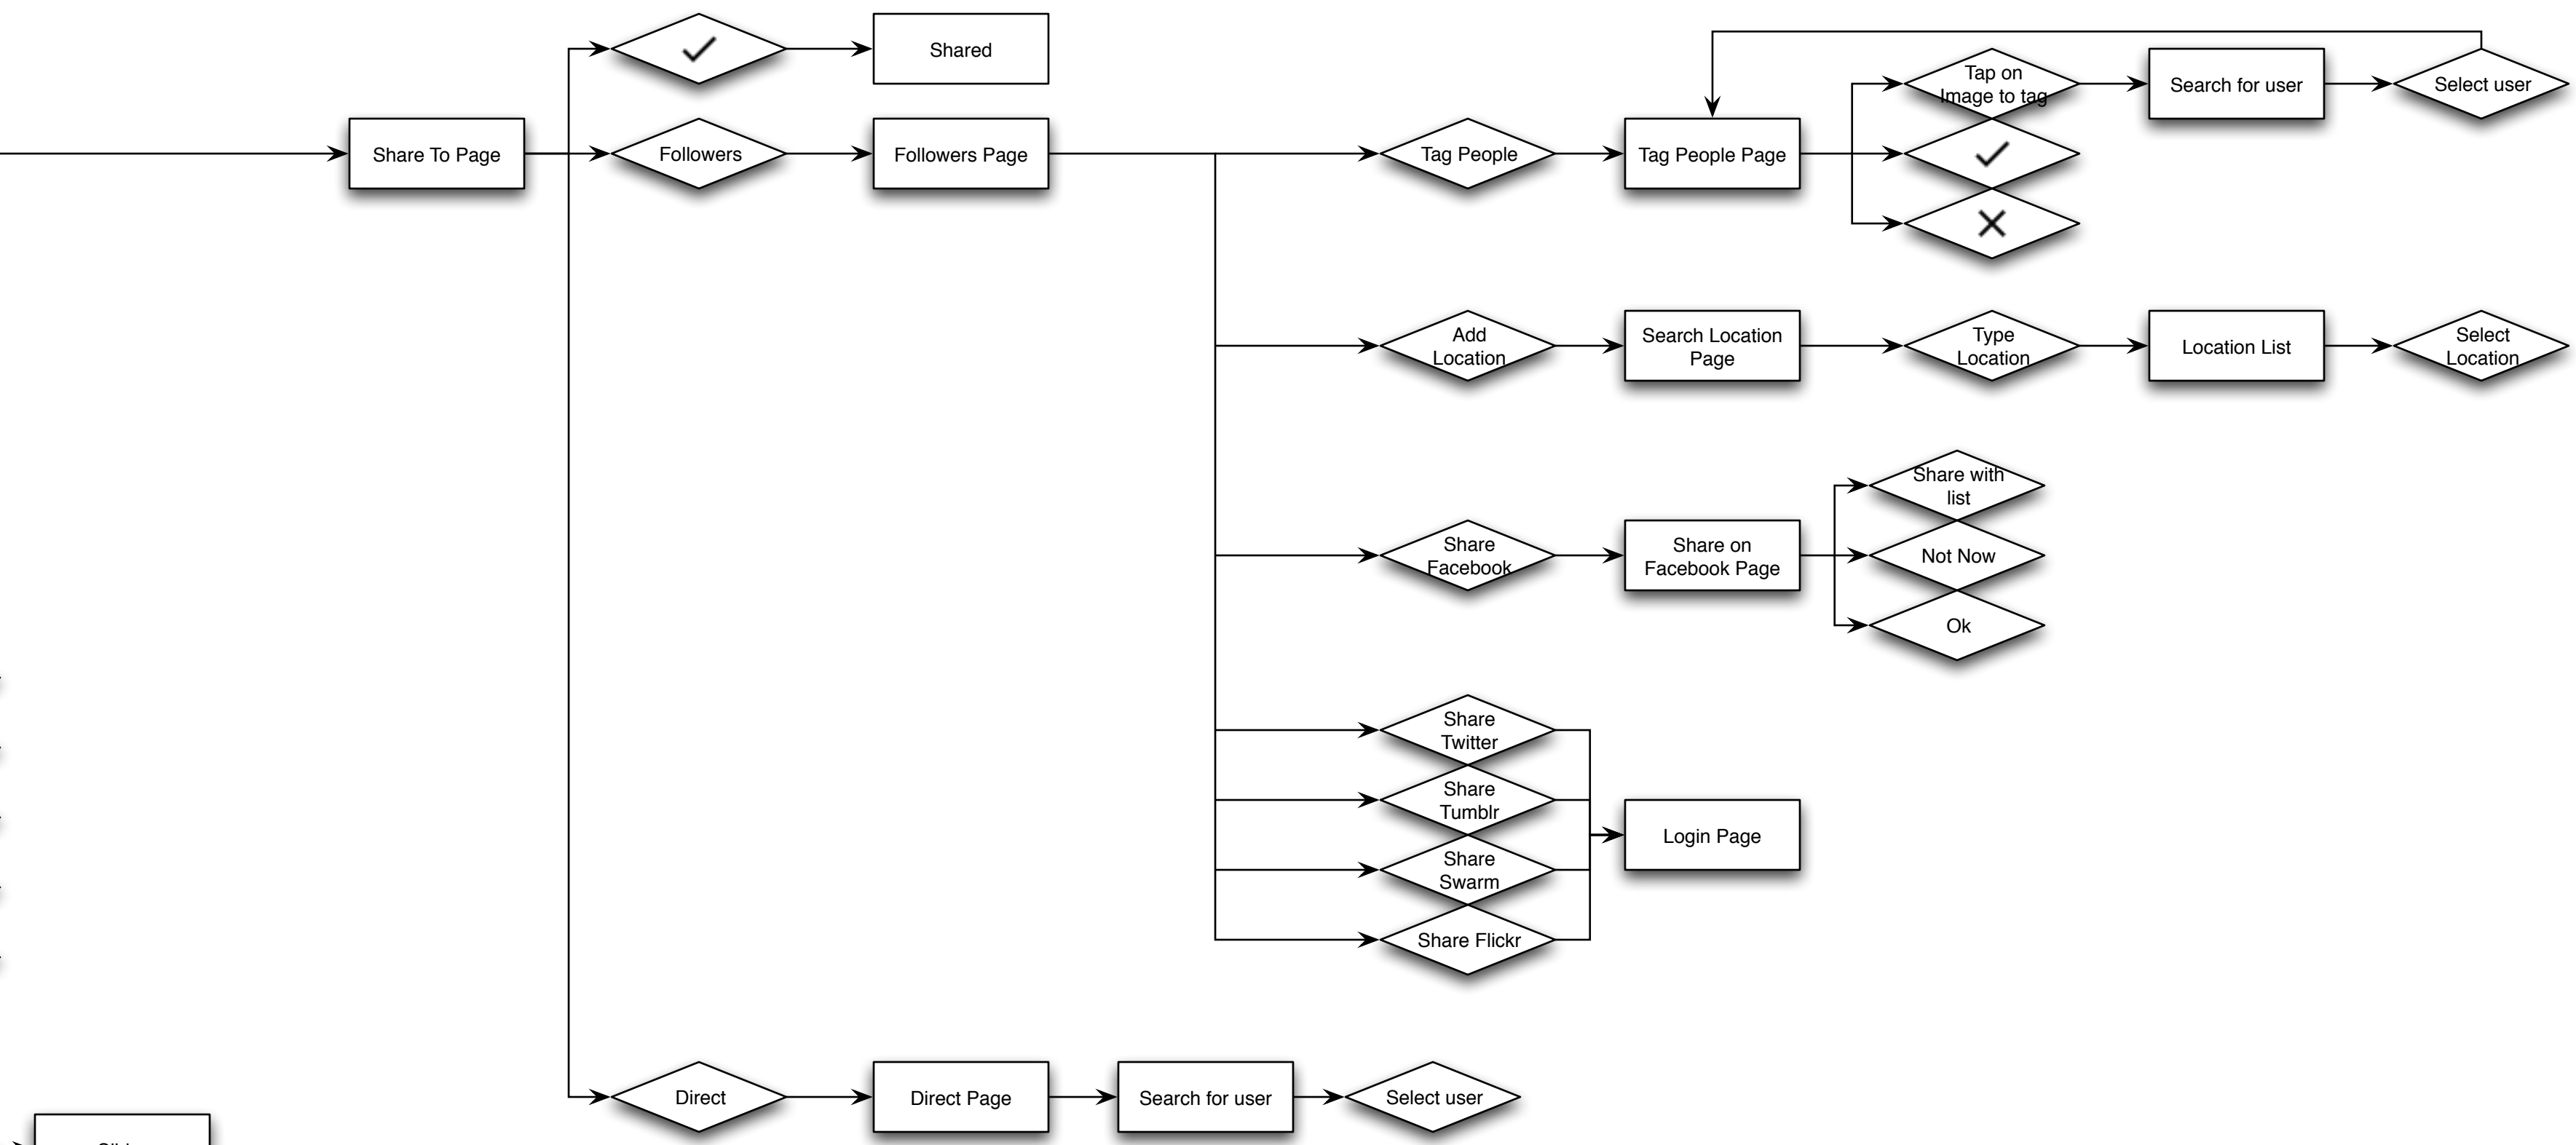 Shared
Share To Page
Followers
Followers Page
Tag People
Tag People Page
Tap on
Image to tag
Search for user
Select user
Add
Location
Search Location
Page
Type
Location
Location List
Select
Location
Share
Facebook
Share on
Facebook Page
Share with
list
Not Now
Ok
Share
Twitter
Share
Tumblr
Share
Swarm
Share Flickr
Login Page
Direct
Direct Page
Search for user
Select user